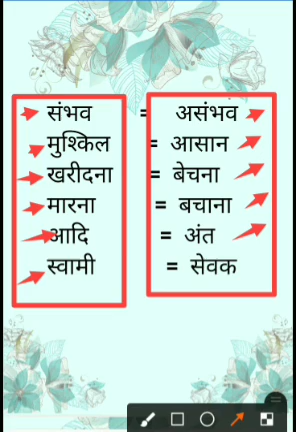 संभव = असंभव
मुश्किल = आसान
खरीदना = बेचना
मारना = बचाना
आदि = अंत
स्वामी = सेवक